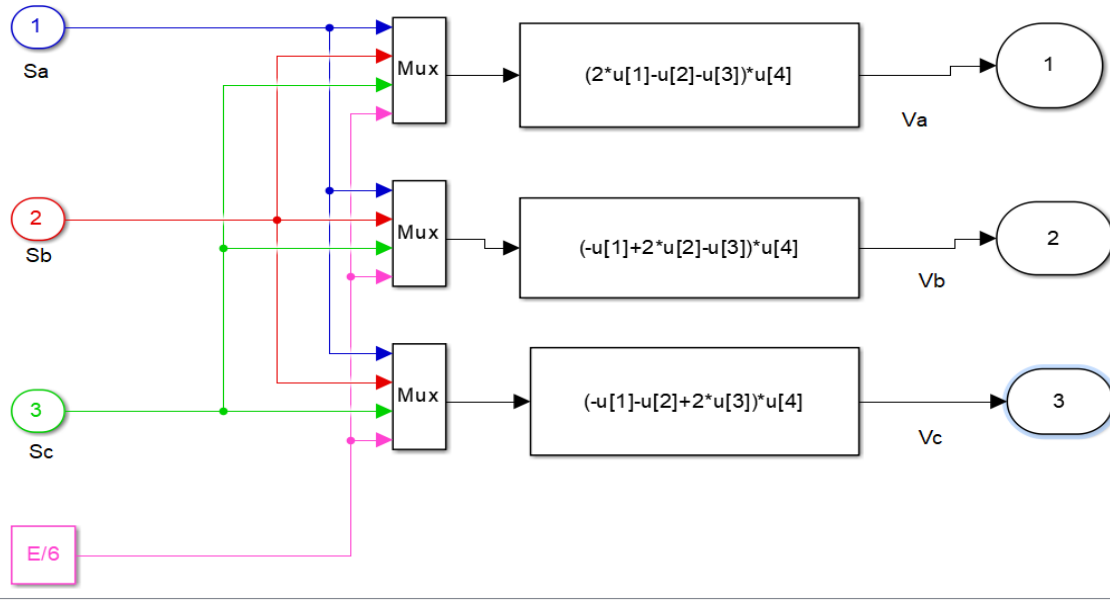 1
Sa
Mux
(2*u[1]-u[2]-u[3])*u[4]
Va
1
2
Sb
Mux
(-u[1]+2*u[2]-u[3])*u[4]
Vb
2
3
Sc
Mux
(-u[1]-u[2]+2*u[3])*u[4]
Vc
3
E/6